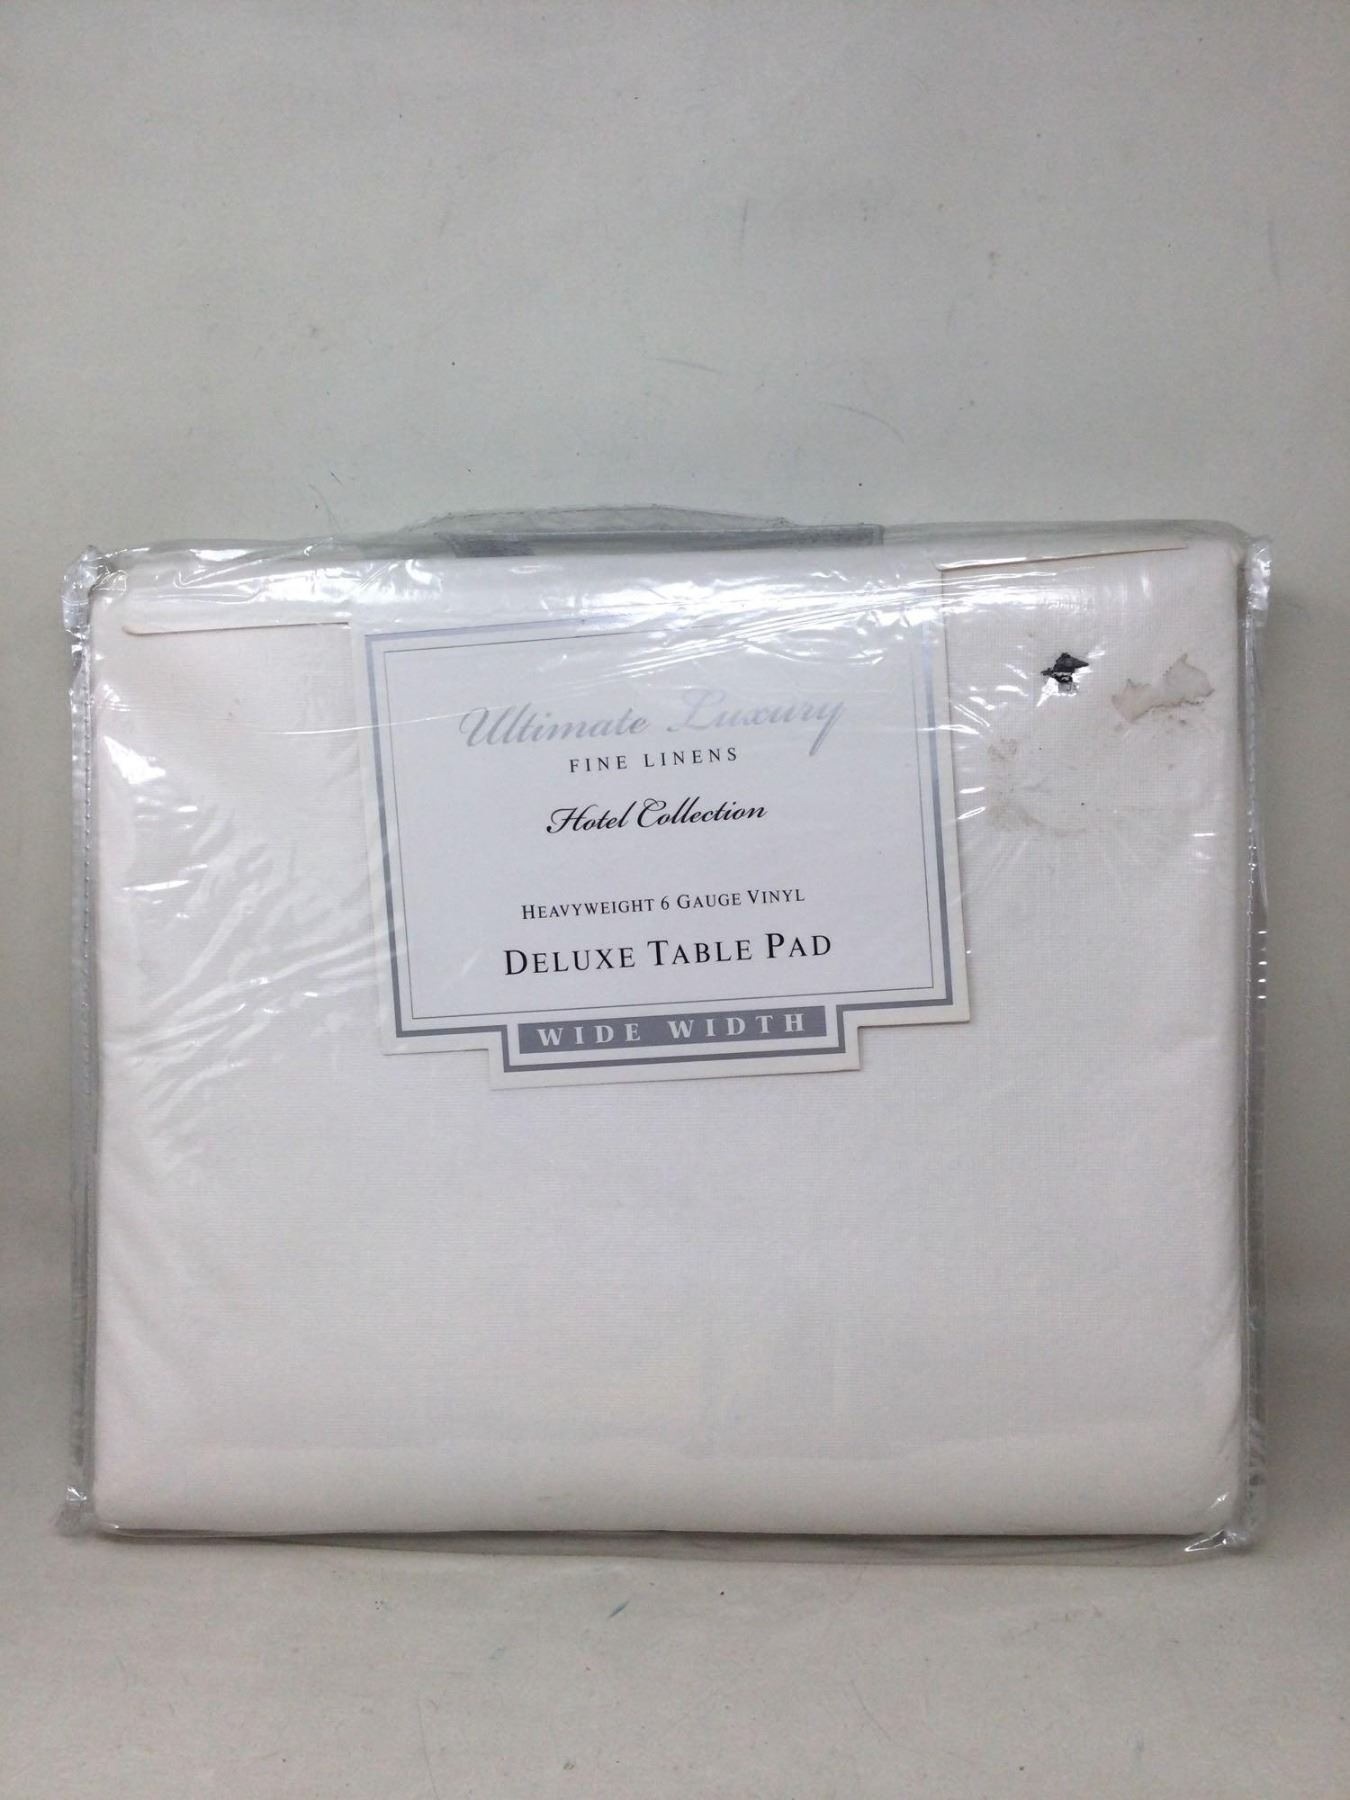 Ultimate Luxury
FINE LINENS
Hotel Collection
HEAVYWEIGHT 6 GAUGE VINYL
DELUXE TABLE PAD
WIDE WIDTH